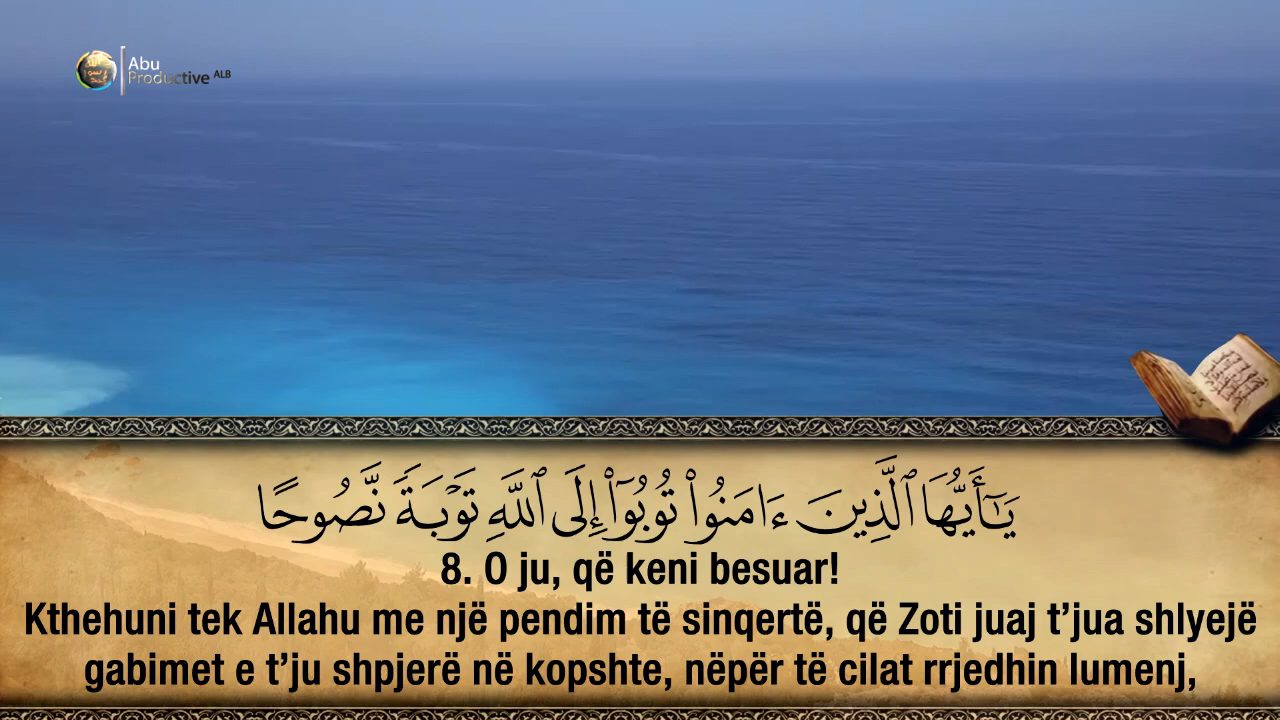 Abu
Productive ALB
يَـٰٓأَيُّهَا ٱلَّذِينَ ءَامَنُوا۟ تُوبُوٓا۟ إِلَى ٱللَّهِ تَوْبَةً نَّصُوحًا
8. O ju, që keni besuar!
Kthehuni tek Allahu me një pendim të sinqertë, që Zoti juaj t’jua shlyejë
gabimet e t’ju shpjerë në kopshte, nëpër të cilat rrjedhin lumenj,